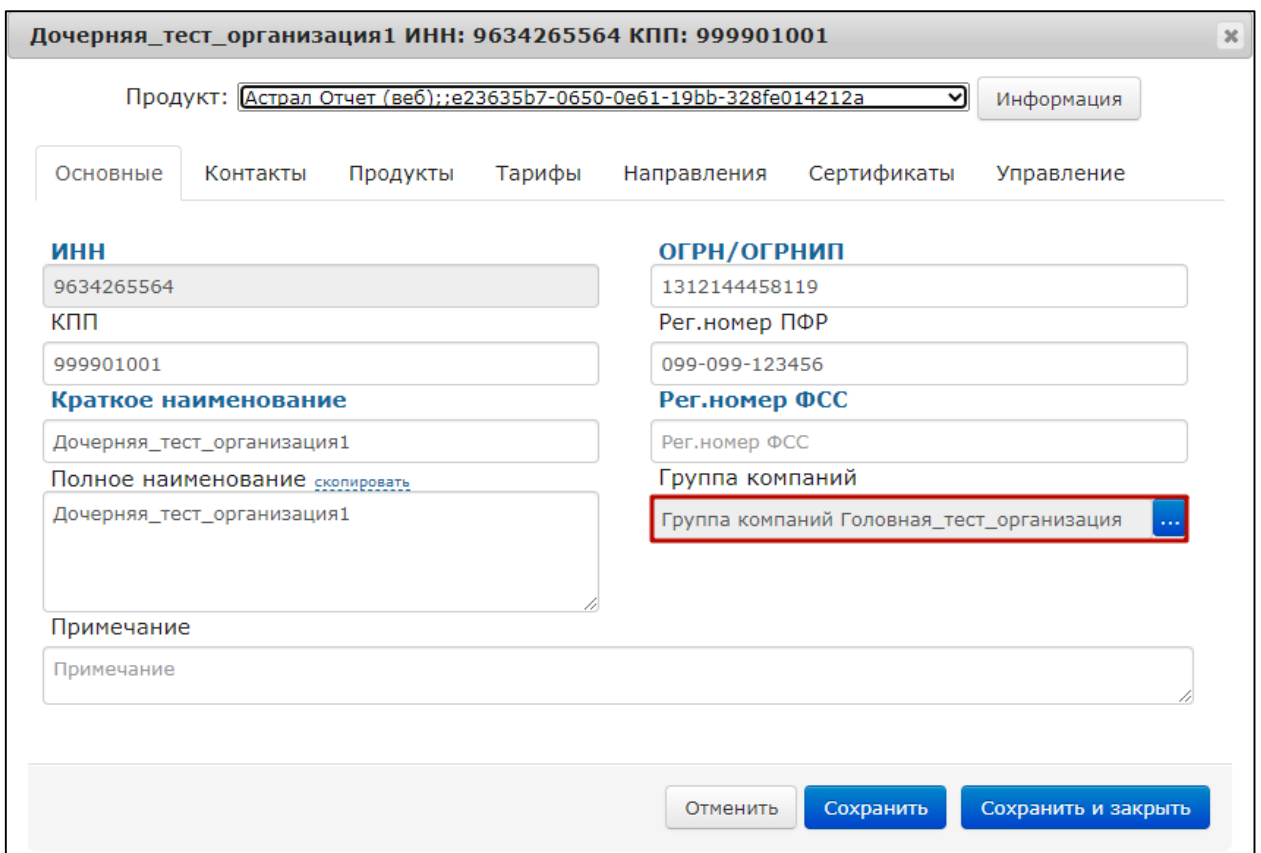 Дочерняя_тест_организация1 ИНН: 9634265564 КПП: 999901001
Продукт: Астрал Отчет (веб);;e23635b7-0650-0e61-19bb-328fe014212a Информация
Основные Контакты Продукты Тарифы Направления Сертификаты Управление
ИНН ОГРН/ОГРНИП
9634265564 1312144458119
КПП Рег.номер ПФР
999901001 099-099-123456
Краткое наименование Рег.номер ФСС
Дочерняя_тест_организация1 Рег.номер ФСС
Полное наименование скопировать Группа компаний
Дочерняя_тест_организация1 Группа компаний Головная_тест_организация ...
Примечание
Примечание
Отменить Сохранить Сохранить и закрыть